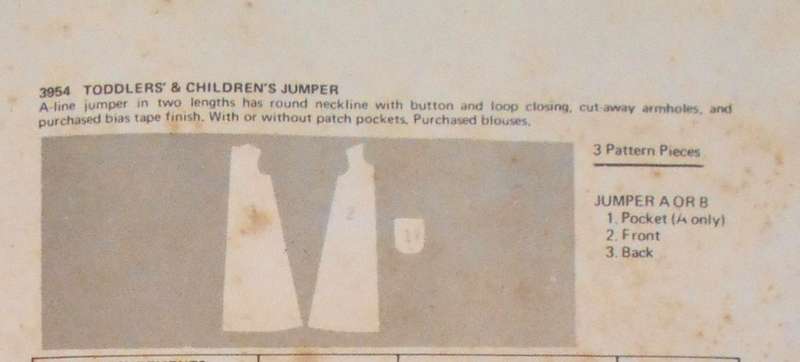 3954 TODDLERS' & CHILDREN'S JUMPER
A-line jumper in two lengths has round neckline with button and loop closing, cut-away armholes, and
purchased bias tape finish. With or without patch pockets. Purchased blouses.
3 Pattern Pieces
JUMPER A OR B
1. Pocket (A only)
2. Front
3. Back
2
1